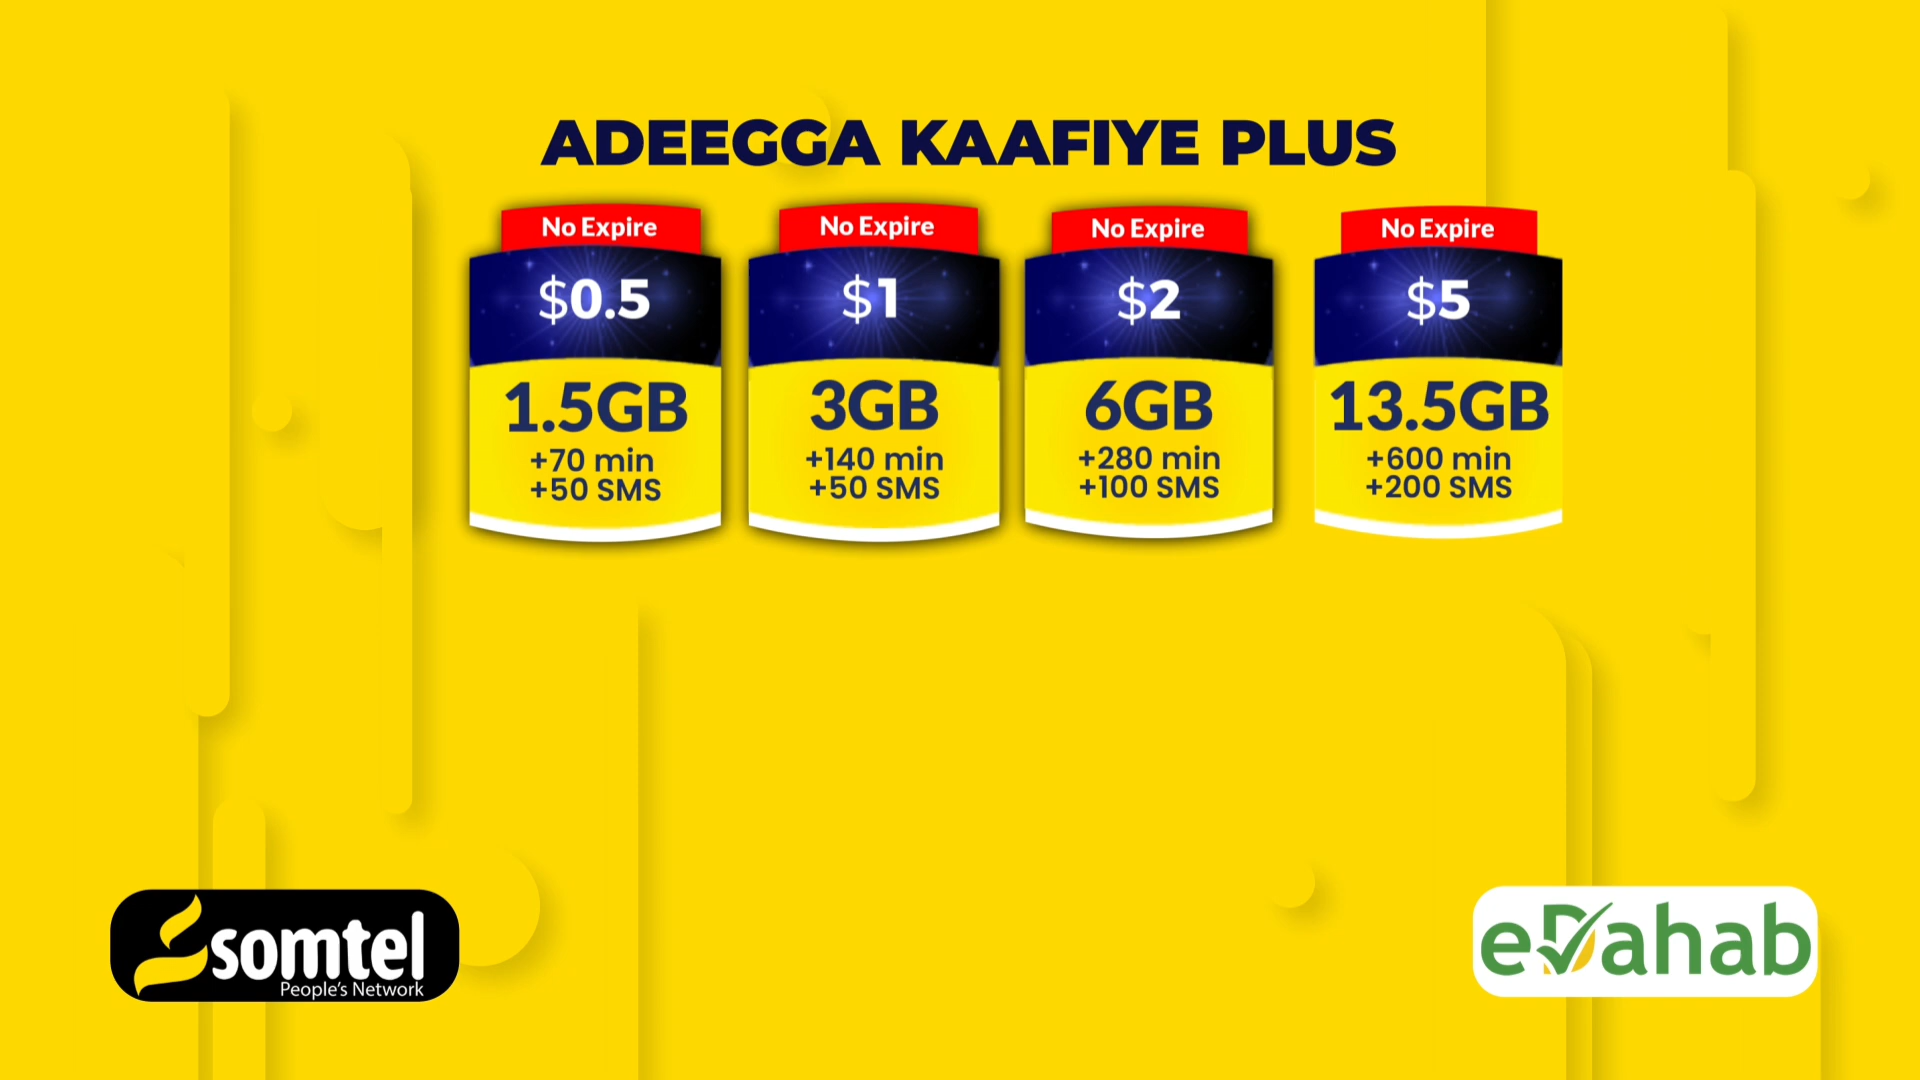 ADEEGGA KAAFIYE PLUS
No Expire
$0.5
1.5GB
+70 min
+50 SMS
No Expire
$1
3GB
+140 min
+50 SMS
No Expire
$2
6GB
+280 min
+100 SMS
No Expire
$5
13.5GB
+600 min
+200 SMS
somtel
People's Network
eDahab